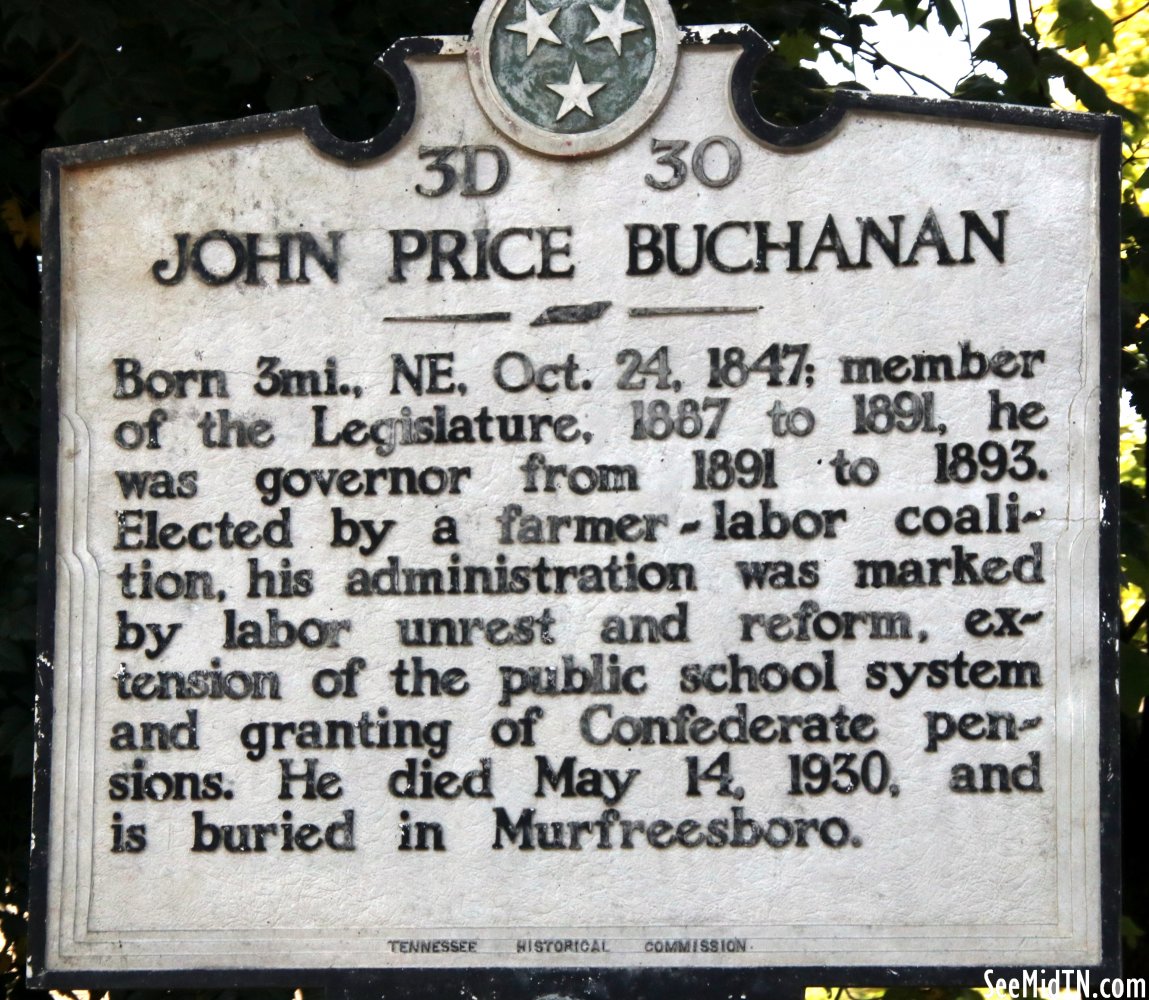 3D 30
JOHN PRICE BUCHANAN
Born 3mi., NE, Oct. 24, 1847; member
of the Legislature, 1887 to 1891, he
was governor from 1891 to 1893.
Elected by a farmer-labor coali-
tion, his administration was marked
by labor unrest and reform, ex-
tension of the public school system
and granting of Confederate pen-
sions. He died May 14, 1930, and
is buried in Murfreesboro.
TENNESSEE HISTORICAL COMMISSION.
SeeMidTN.com